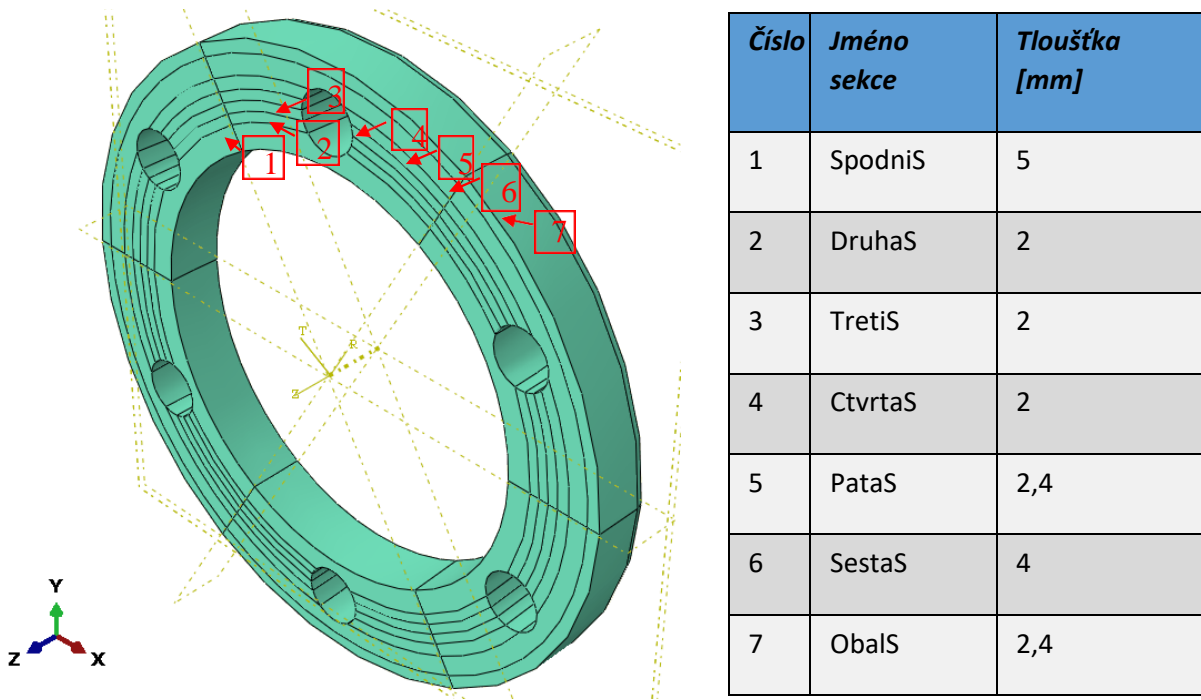 3
4
2
1
5
6
7
T
R
Z
Y
Z
X
Číslo Jméno sekce Tloušťka [mm]
1 SpodniS 5
2 DruhaS 2
3 TretiS 2
4 CtvrtaS 2
5 PataS 2,4
6 SestaS 4
7 ObalS 2,4